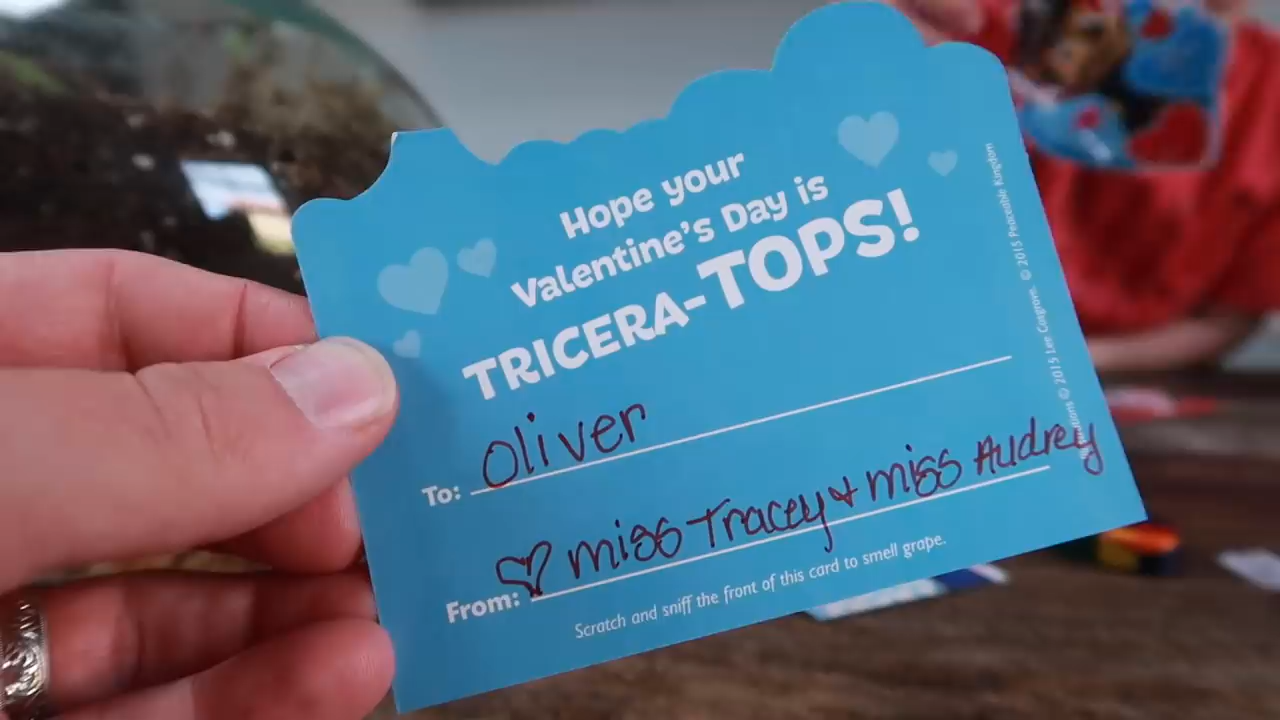 Hope your
Valentine's Day is
TRICERA-TOPS!
To: Oliver
From: ♡ miss Tracey & miss Audrey
Scratch and sniff the front of this card to smell grape.
© 2015 Lee Cosgrove. © 2015 Peaceable Kingdom